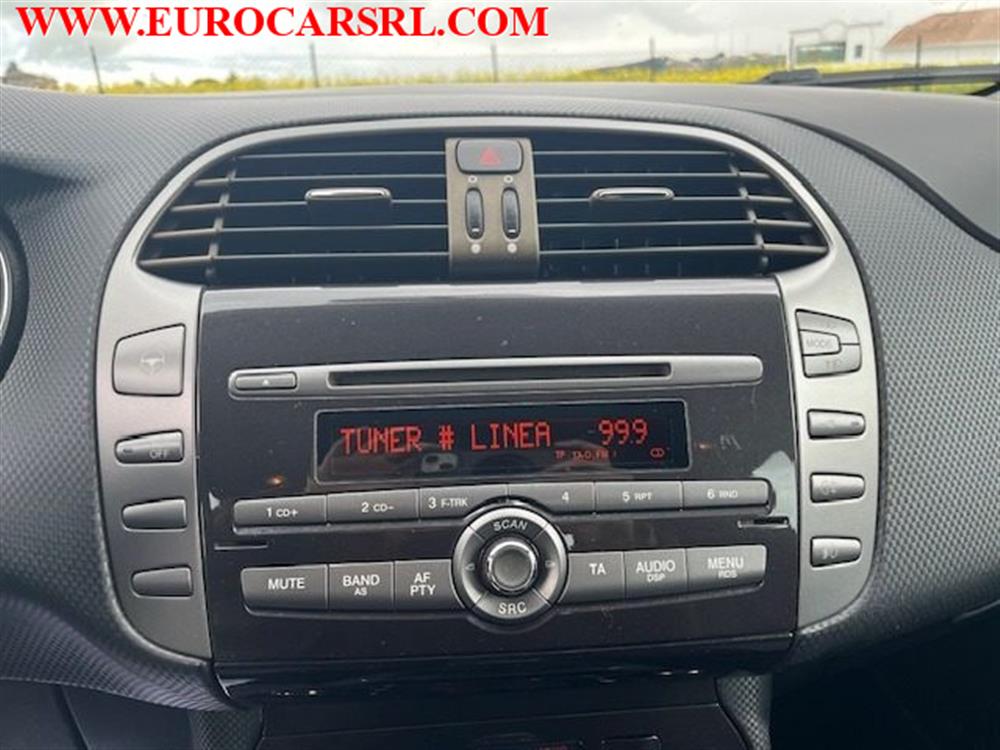 WWW.EUROCARSRL.COM
MODE
TUNER # LINEA 99.9
OFF
1 CD+ 2 CD- 3 F-TRK 4 5 RPT 6 RND
SCAN
MUTE BAND AF TA AUDIO MENU
AS PTY DSP RDS
SRC